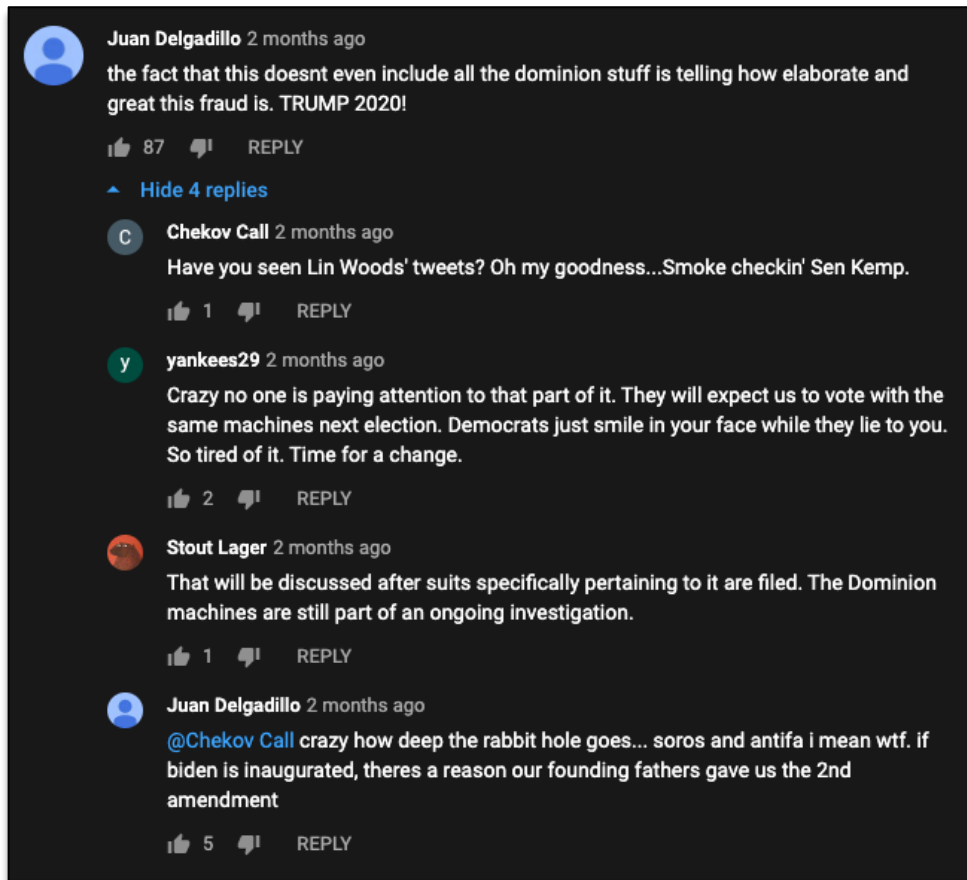 Juan Delgadillo 2 months ago
the fact that this doesnt even include all the dominion stuff is telling how elaborate and
great this fraud is. TRUMP 2020!
87 REPLY
Hide 4 replies
C
Chekov Call 2 months ago
Have you seen Lin Woods' tweets? Oh my goodness...Smoke checkin' Sen Kemp.
1 REPLY
y
yankees29 2 months ago
Crazy no one is paying attention to that part of it. They will expect us to vote with the
same machines next election. Democrats just smile in your face while they lie to you.
So tired of it. Time for a change.
2 REPLY
Stout Lager 2 months ago
That will be discussed after suits specifically pertaining to it are filed. The Dominion
machines are still part of an ongoing investigation.
1 REPLY
Juan Delgadillo 2 months ago
@Chekov Call crazy how deep the rabbit hole goes... soros and antifa i mean wtf. if
biden is inaugurated, theres a reason our founding fathers gave us the 2nd
amendment
5 REPLY